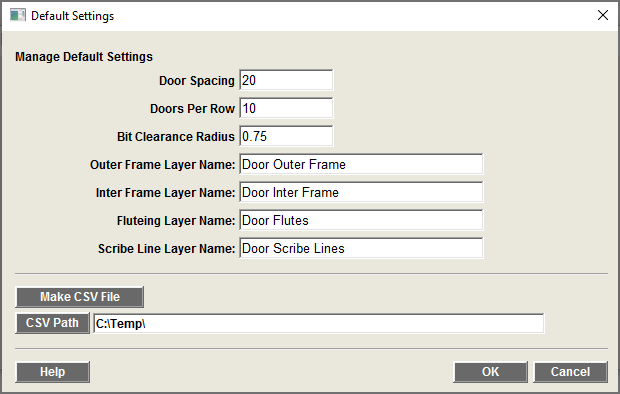 Default Settings
Manage Default Settings
Door Spacing 20
Doors Per Row 10
Bit Clearance Radius 0.75
Outer Frame Layer Name: Door Outer Frame
Inter Frame Layer Name: Door Inter Frame
Fluteing Layer Name: Door Flutes
Scribe Line Layer Name: Door Scribe Lines
Make CSV File
CSV Path C:\Temp\
Help OK Cancel